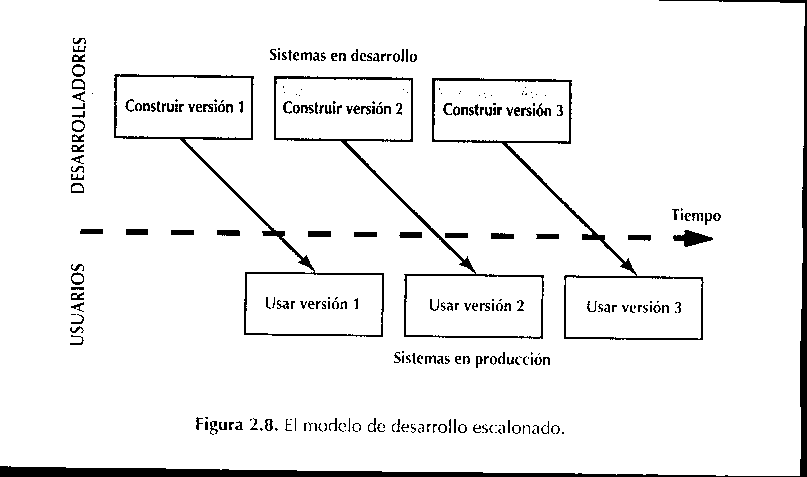 DESARROLLADORES
Sistemas en desarrollo
Construir versión 1
Construir versión 2
Construir versión 3
Tiempo
USUARIOS
Usar versión 1
Usar versión 2
Usar versión 3
Sistemas en producción
Figura 2.8. El modelo de desarrollo escalonado.